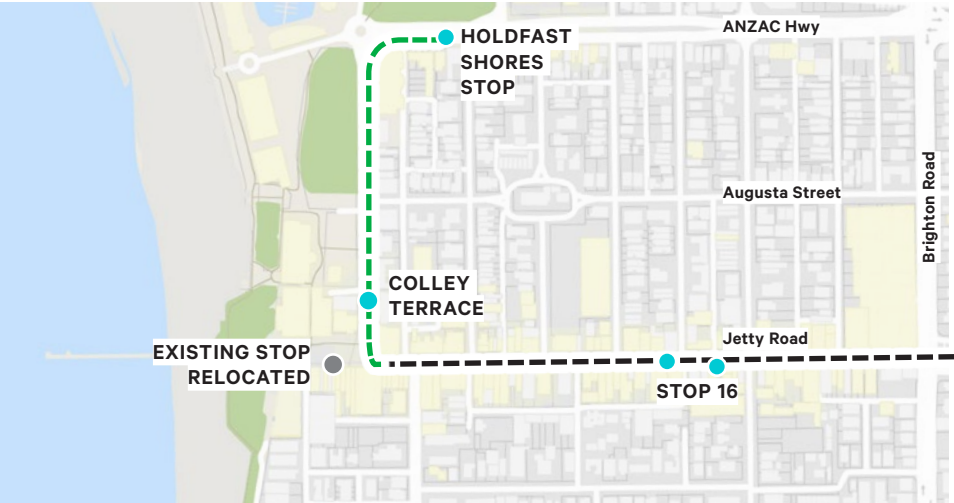 ANZAC Hwy
HOLDFAST
SHORES
STOP
Augusta Street
Brighton Road
COLLEY
TERRACE
Jetty Road
EXISTING STOP
RELOCATED
STOP 16